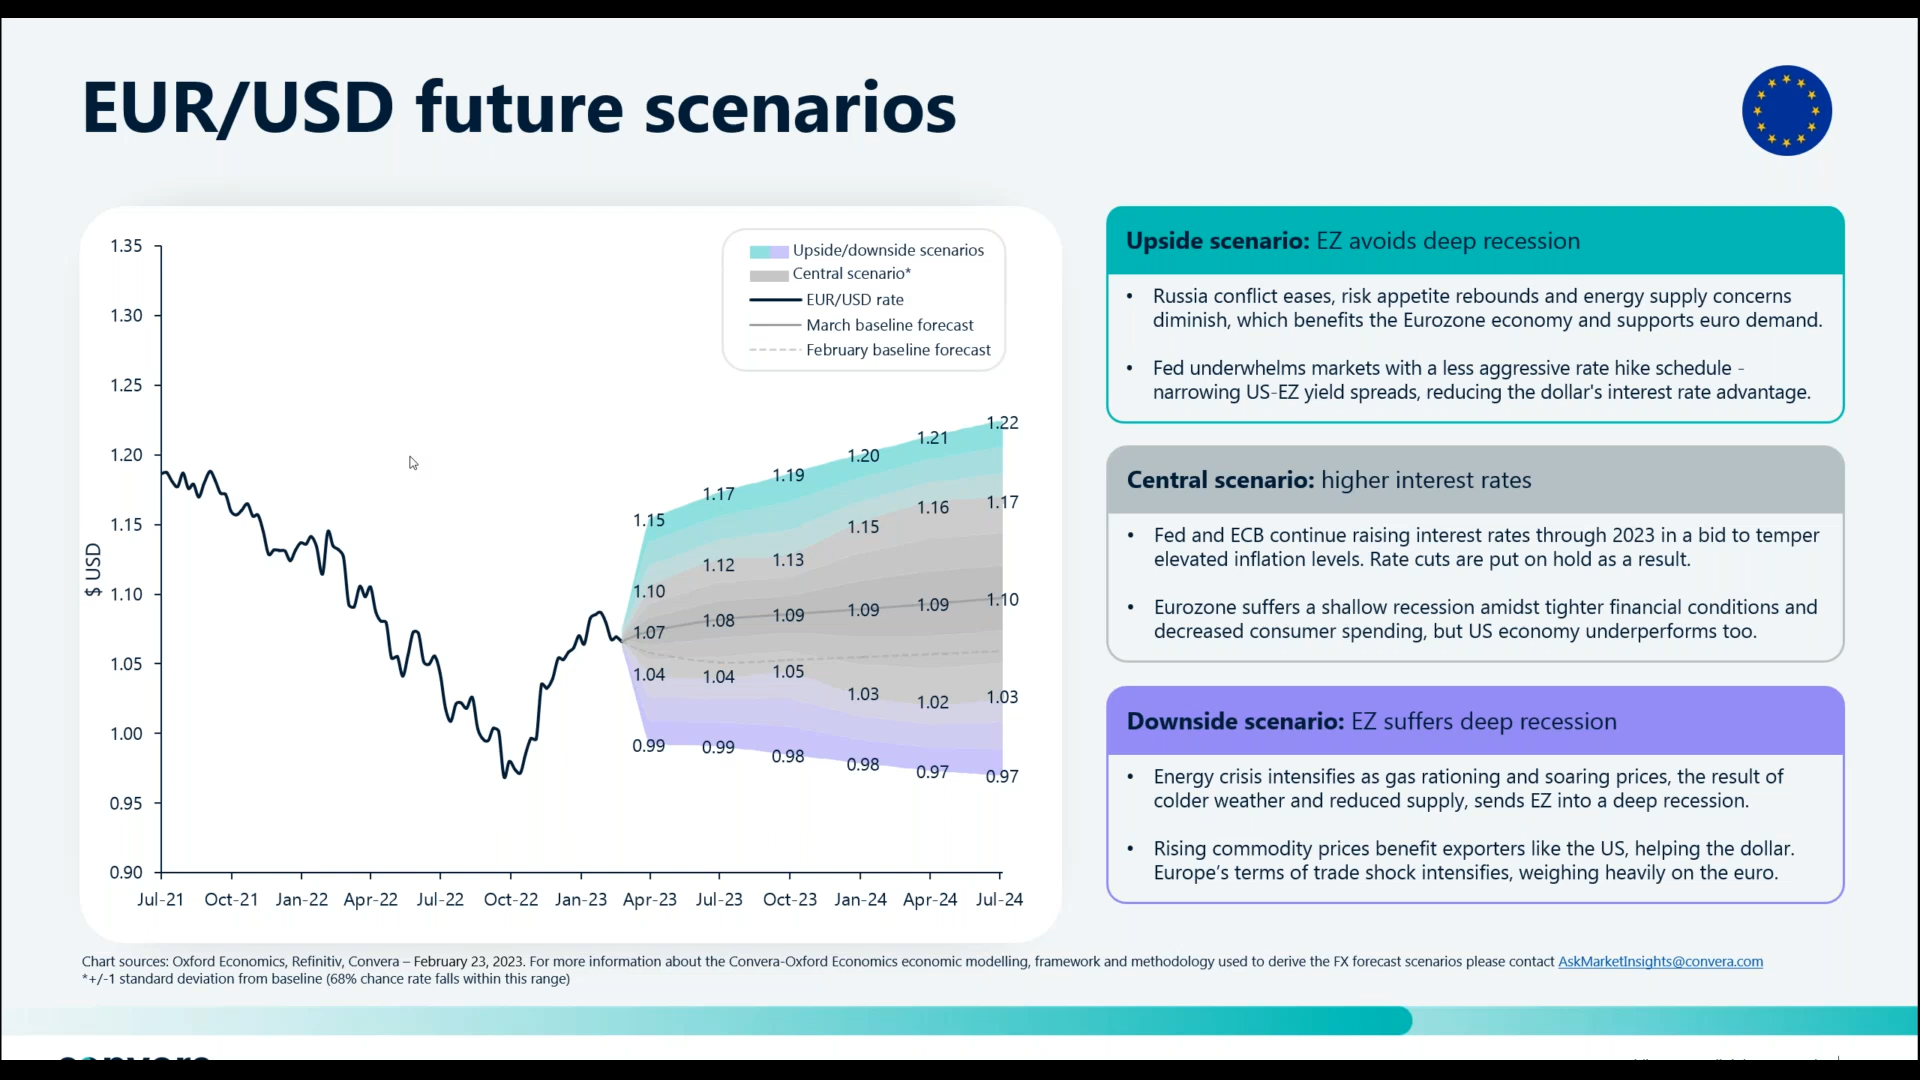 EUR/USD future scenarios
1.35
1.30
1.25
1.20
1.15
1.10
1.05
1.00
0.95
0.90
$ USD
Upside/downside scenarios
Central scenario*
EUR/USD rate
March baseline forecast
February baseline forecast
1.15 1.17 1.19 1.20 1.21 1.22
1.10 1.12 1.13 1.15 1.16 1.17
1.07 1.08 1.09 1.09 1.09 1.10
1.04 1.04 1.05 1.03 1.02 1.03
0.99 0.99 0.98 0.98 0.97 0.97
Jul-21 Oct-21 Jan-22 Apr-22 Jul-22 Oct-22 Jan-23 Apr-23 Jul-23 Oct-23 Jan-24 Apr-24 Jul-24
Upside scenario: EZ avoids deep recession
• Russia conflict eases, risk appetite rebounds and energy supply concerns
diminish, which benefits the Eurozone economy and supports euro demand.
• Fed underwhelms markets with a less aggressive rate hike schedule -
narrowing US-EZ yield spreads, reducing the dollar's interest rate advantage.
Central scenario: higher interest rates
• Fed and ECB continue raising interest rates through 2023 in a bid to temper
elevated inflation levels. Rate cuts are put on hold as a result.
• Eurozone suffers a shallow recession amidst tighter financial conditions and
decreased consumer spending, but US economy underperforms too.
Downside scenario: EZ suffers deep recession
• Energy crisis intensifies as gas rationing and soaring prices, the result of
colder weather and reduced supply, sends EZ into a deep recession.
• Rising commodity prices benefit exporters like the US, helping the dollar.
Europe’s terms of trade shock intensifies, weighing heavily on the euro.
Chart sources: Oxford Economics, Refinitiv, Convera – February 23, 2023. For more information about the Convera-Oxford Economics economic modelling, framework and methodology used to derive the FX forecast scenarios please contact AskMarketInsights@convera.com
*+/-1 standard deviation from baseline (68% chance rate falls within this range)
convera